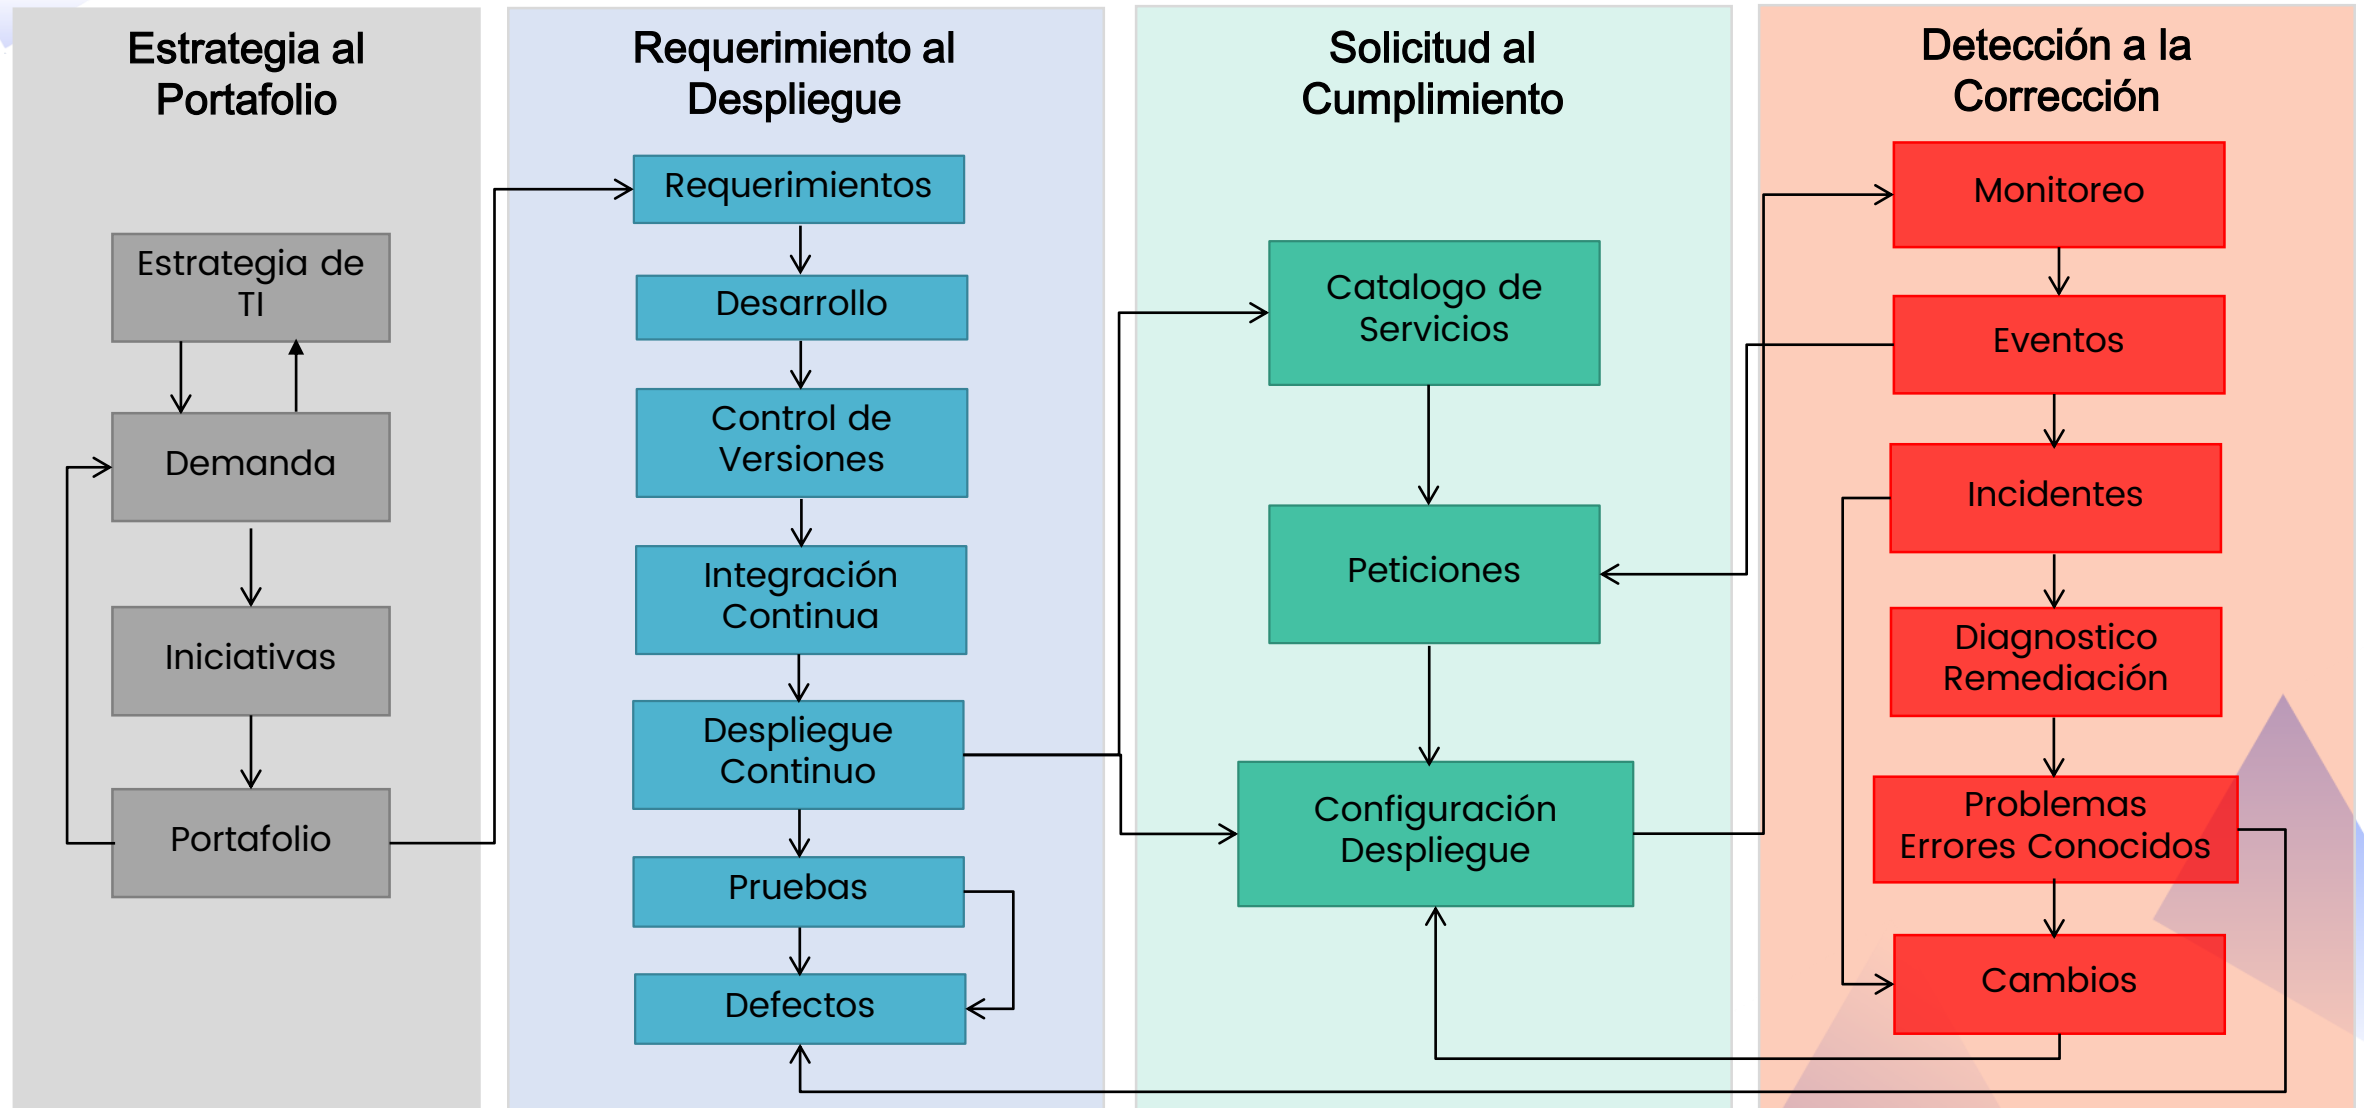 Estrategia al
Portafolio
Estrategia de
TI
Demanda
Iniciativas
Portafolio
Requerimiento al
Despliegue
Requerimientos
Desarrollo
Control de
Versiones
Integración
Continua
Despliegue
Continuo
Pruebas
Defectos
Solicitud al
Cumplimiento
Catalogo de
Servicios
Peticiones
Configuración
Despliegue
Detección a la
Corrección
Monitoreo
Eventos
Incidentes
Diagnostico
Remediación
Problemas
Errores Conocidos
Cambios